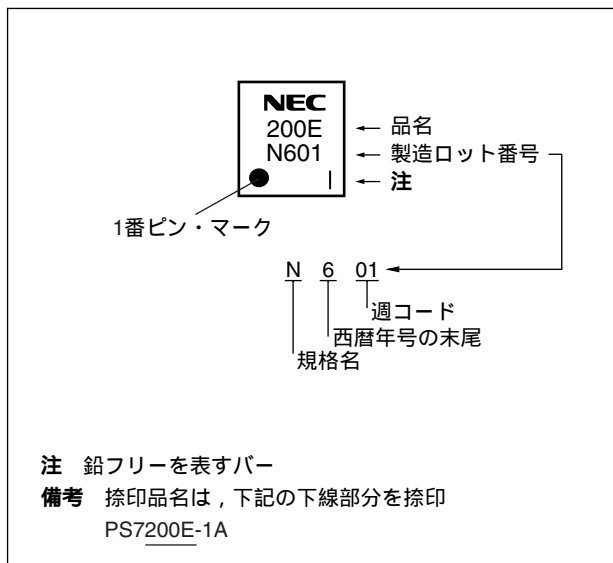 NEC
200E ← 品名
N601 ← 製造ロット番号
| ← 注
1番ピン・マーク
N 6 01
週コード
西暦年号の末尾
規格名
注 鉛フリーを表すバー
備考 捺印品名は，下記の下線部分を捺印
PS7200E-1A